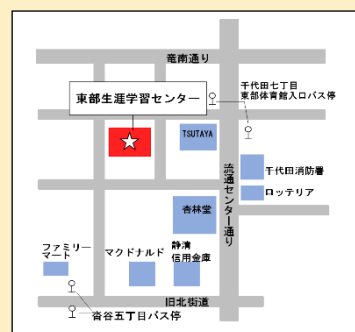 竜南通り
東部生涯学習センター
千代田七丁目
東部体育館入口バス停
TSUTAYA
流通センター通り
千代田消防署
ロッテリア
杏林堂
静清
信用金庫
マクドナルド
ファミリー
マート
旧北街道
沓谷五丁目バス停